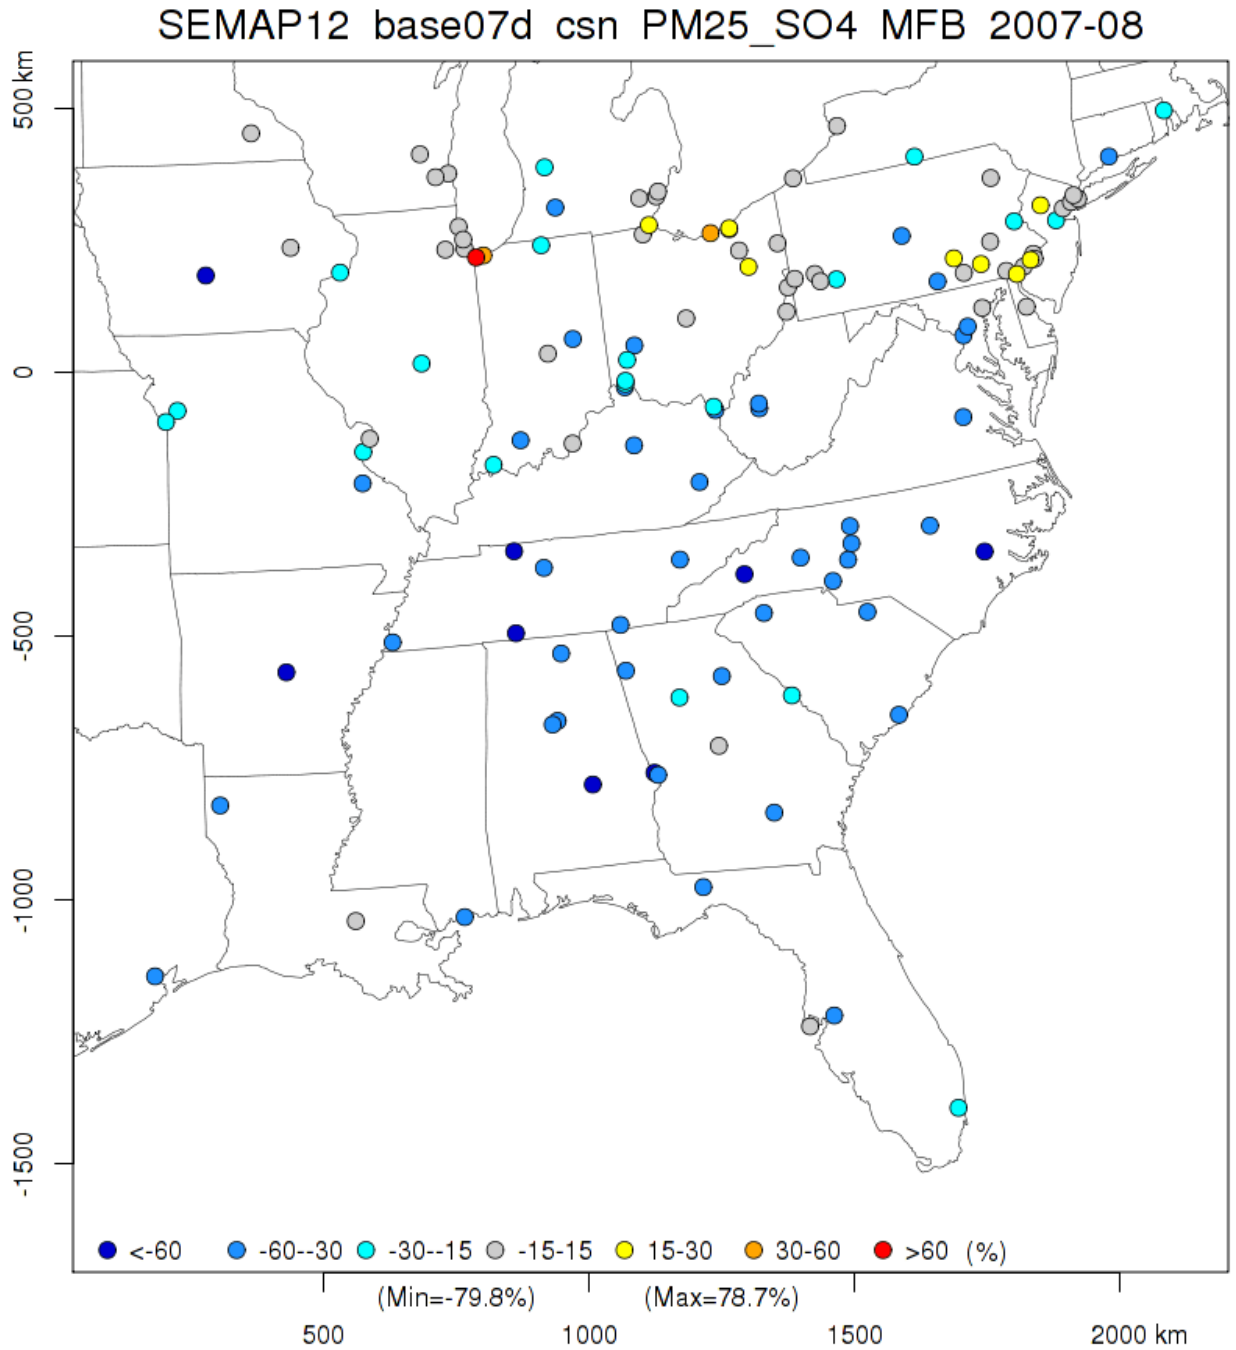 SEMAP12 base07d csn PM25_SO4 MFB 2007-08
500 km
0
-500
-1000
-1500
<-60 -60--30 -30--15 -15-15 15-30 30-60 >60 (%)
(Min=-79.8%) (Max=78.7%)
500 1000 1500 2000 km